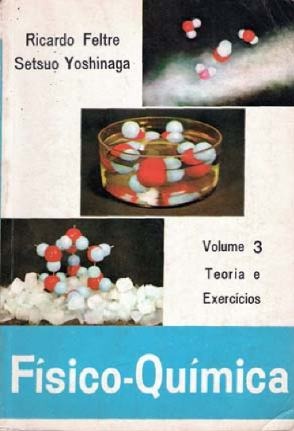 Ricardo Feltre
Setsuo Yoshinaga
Volume 3
Teoria e
Exercícios
Físico-Química